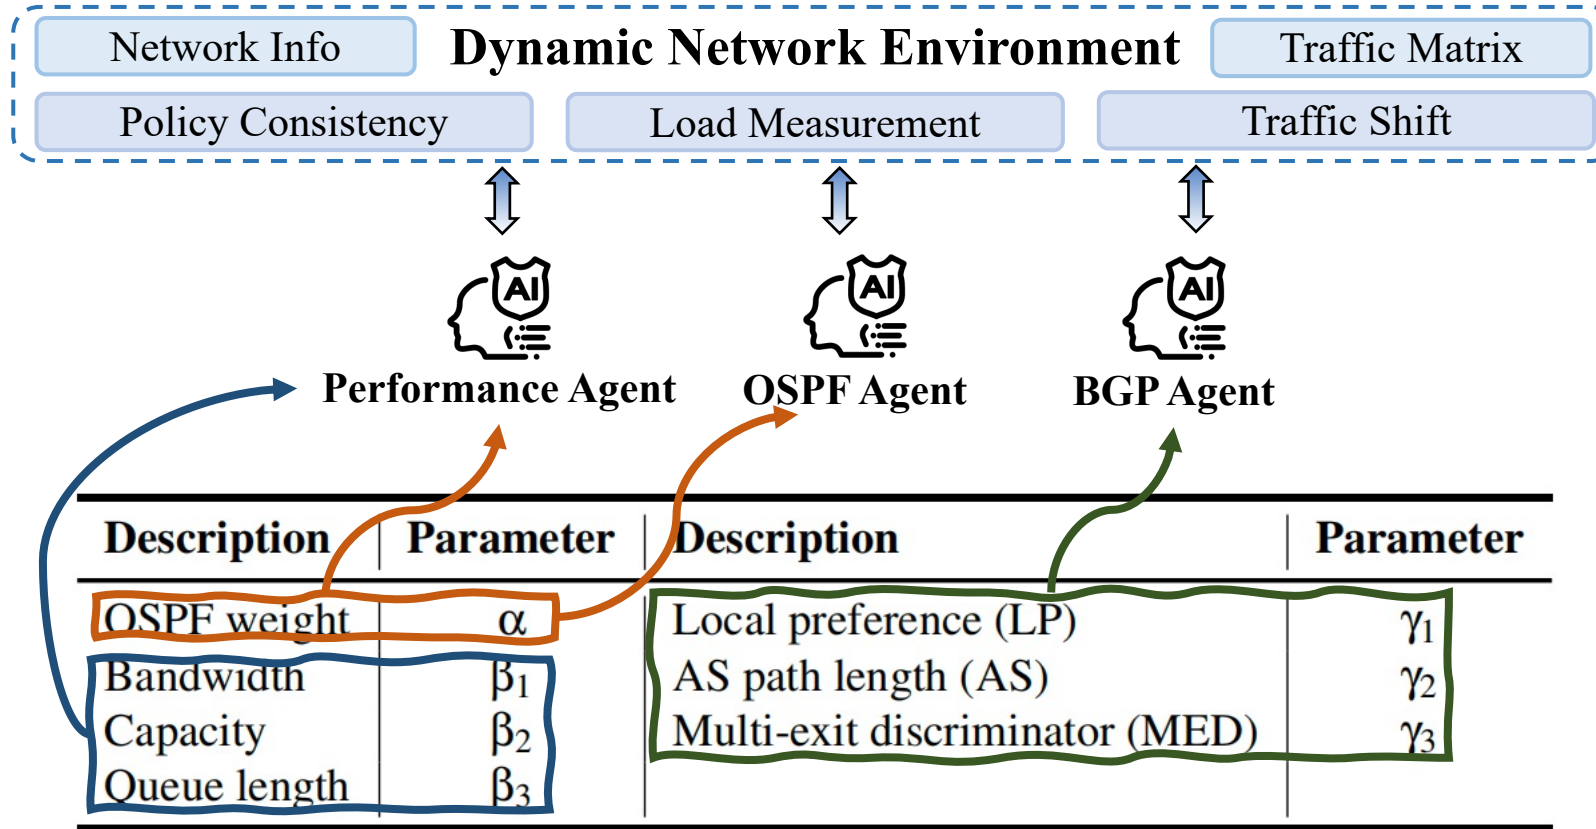 Network Info
Dynamic Network Environment
Traffic Matrix
Policy Consistency
Load Measurement
Traffic Shift
AI
AI
AI
Performance Agent
OSPF Agent
BGP Agent
Description Parameter Description Parameter
OSPF weight α Local preference (LP) γ1
Bandwidth β1 AS path length (AS) γ2
Capacity β2 Multi-exit discriminator (MED) γ3
Queue length β3